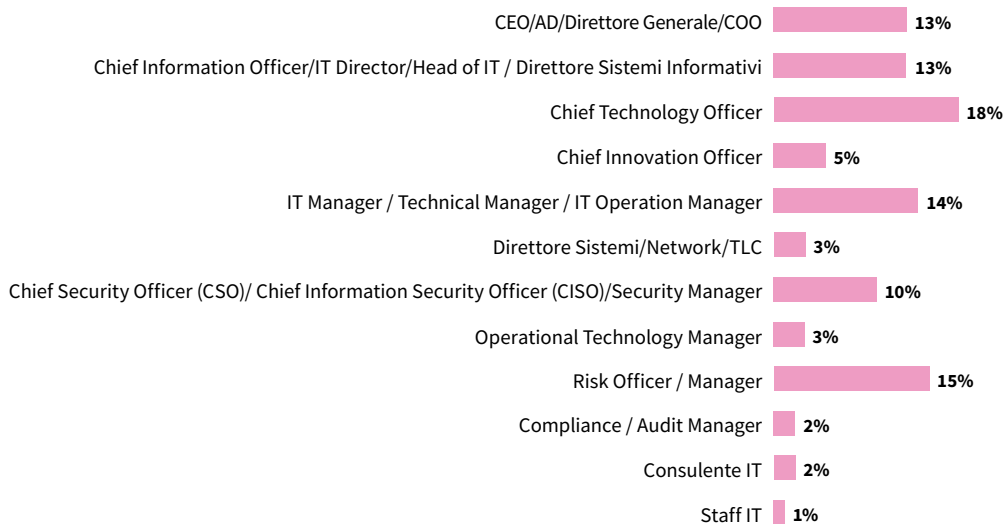 CEO/AD/Direttore Generale/COO 13%
Chief Information Officer/IT Director/Head of IT / Direttore Sistemi Informativi 13%
Chief Technology Officer 18%
Chief Innovation Officer 5%
IT Manager / Technical Manager / IT Operation Manager 14%
Direttore Sistemi/Network/TLC 3%
Chief Security Officer (CSO)/ Chief Information Security Officer (CISO)/Security Manager 10%
Operational Technology Manager 3%
Risk Officer / Manager 15%
Compliance / Audit Manager 2%
Consulente IT 2%
Staff IT 1%